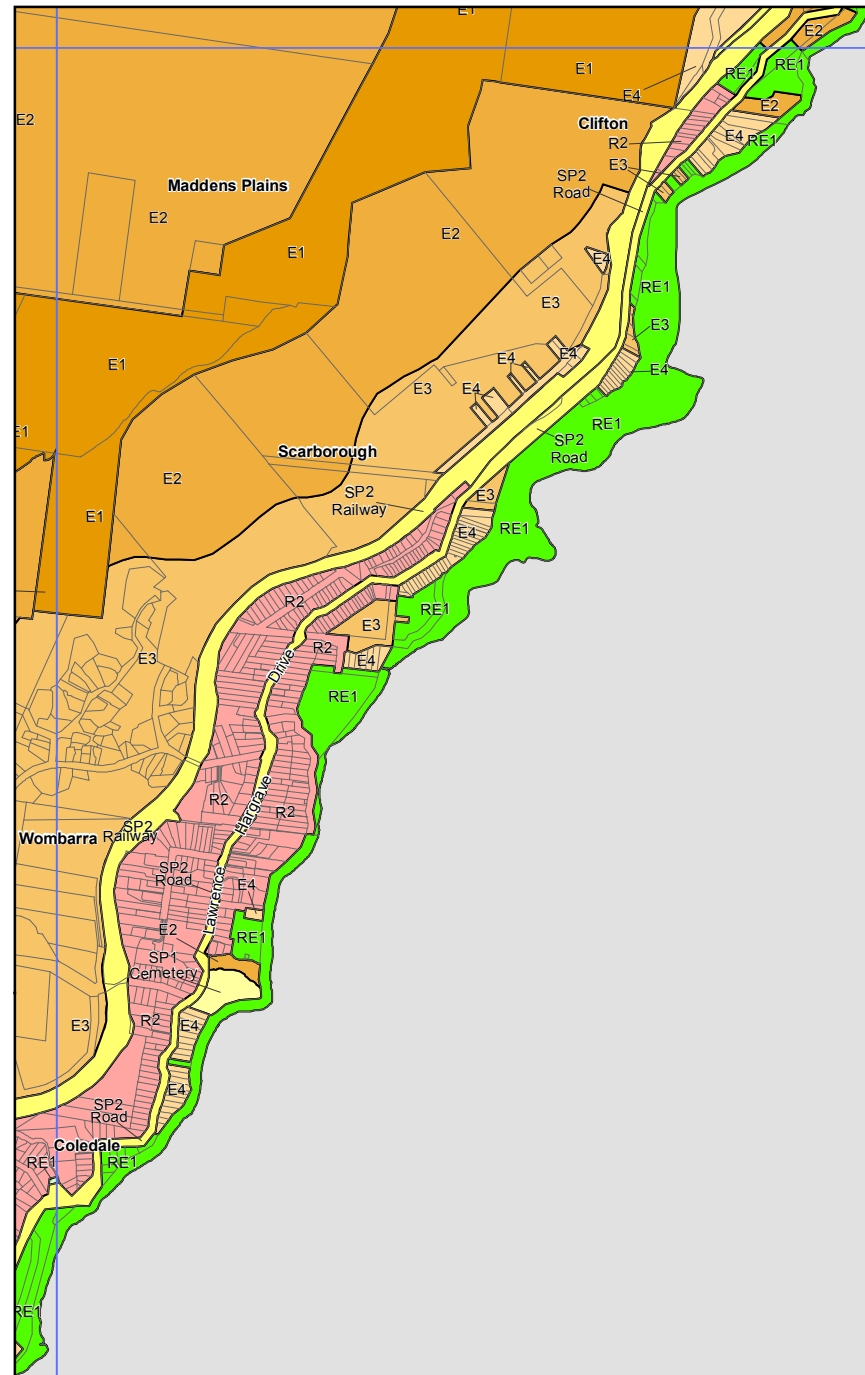 E1
E2
RE1
RE1
E1
E4
E2
E2
Clifton
R2
E4
RE1
E3
SP2
Road
Maddens Plains
E2
E2
E1
E4
RE1
E3
E3
E4
E4
E1
E3
E4
E4
RE1
E1
Scarborough
SP2
Road
E2
SP2
Railway
E3
E1
E4
RE1
R2
RE1
E3
R2
E3
E4
Drive
RE1
R2
Hargrave
R2
SP2
Railway
Wombarra
SP2
Road
E4
Lawrence
E2
RE1
SP1
Cemetery
E3
R2
E4
E4
SP2
Road
Coledale
RE1
RE1
RE1